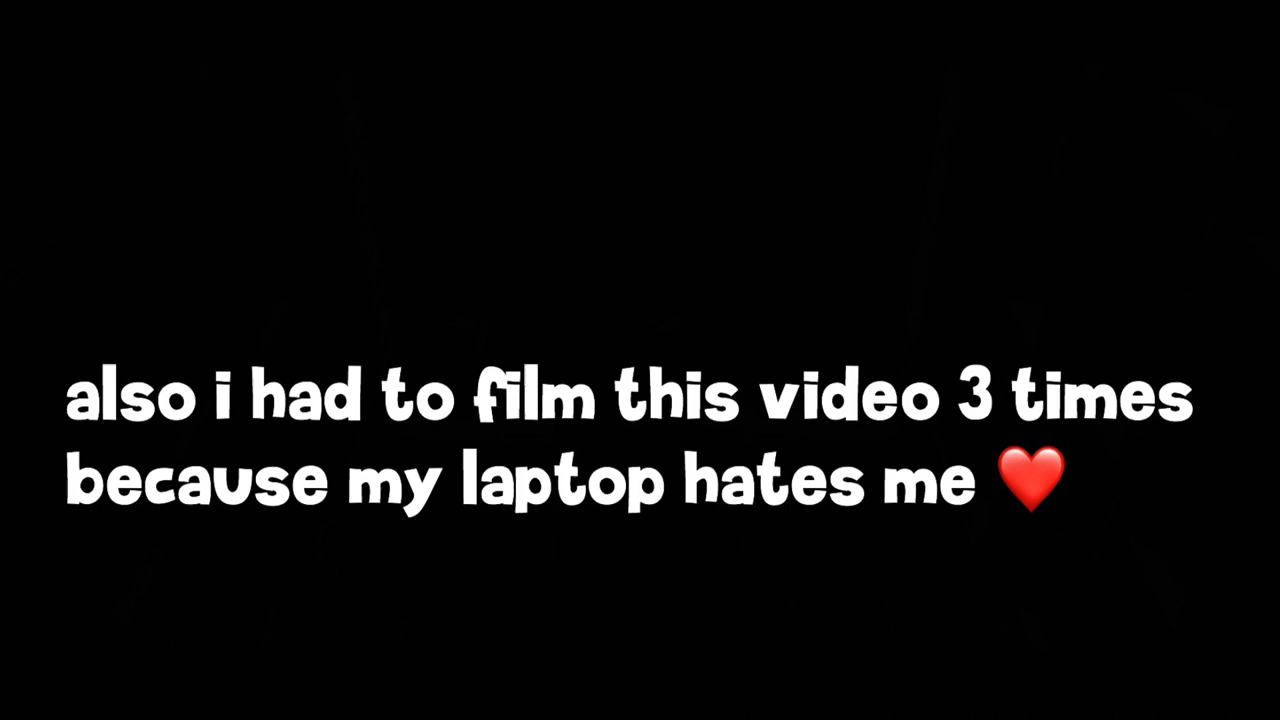 also i had to film this video 3 times
because my laptop hates me ❤️